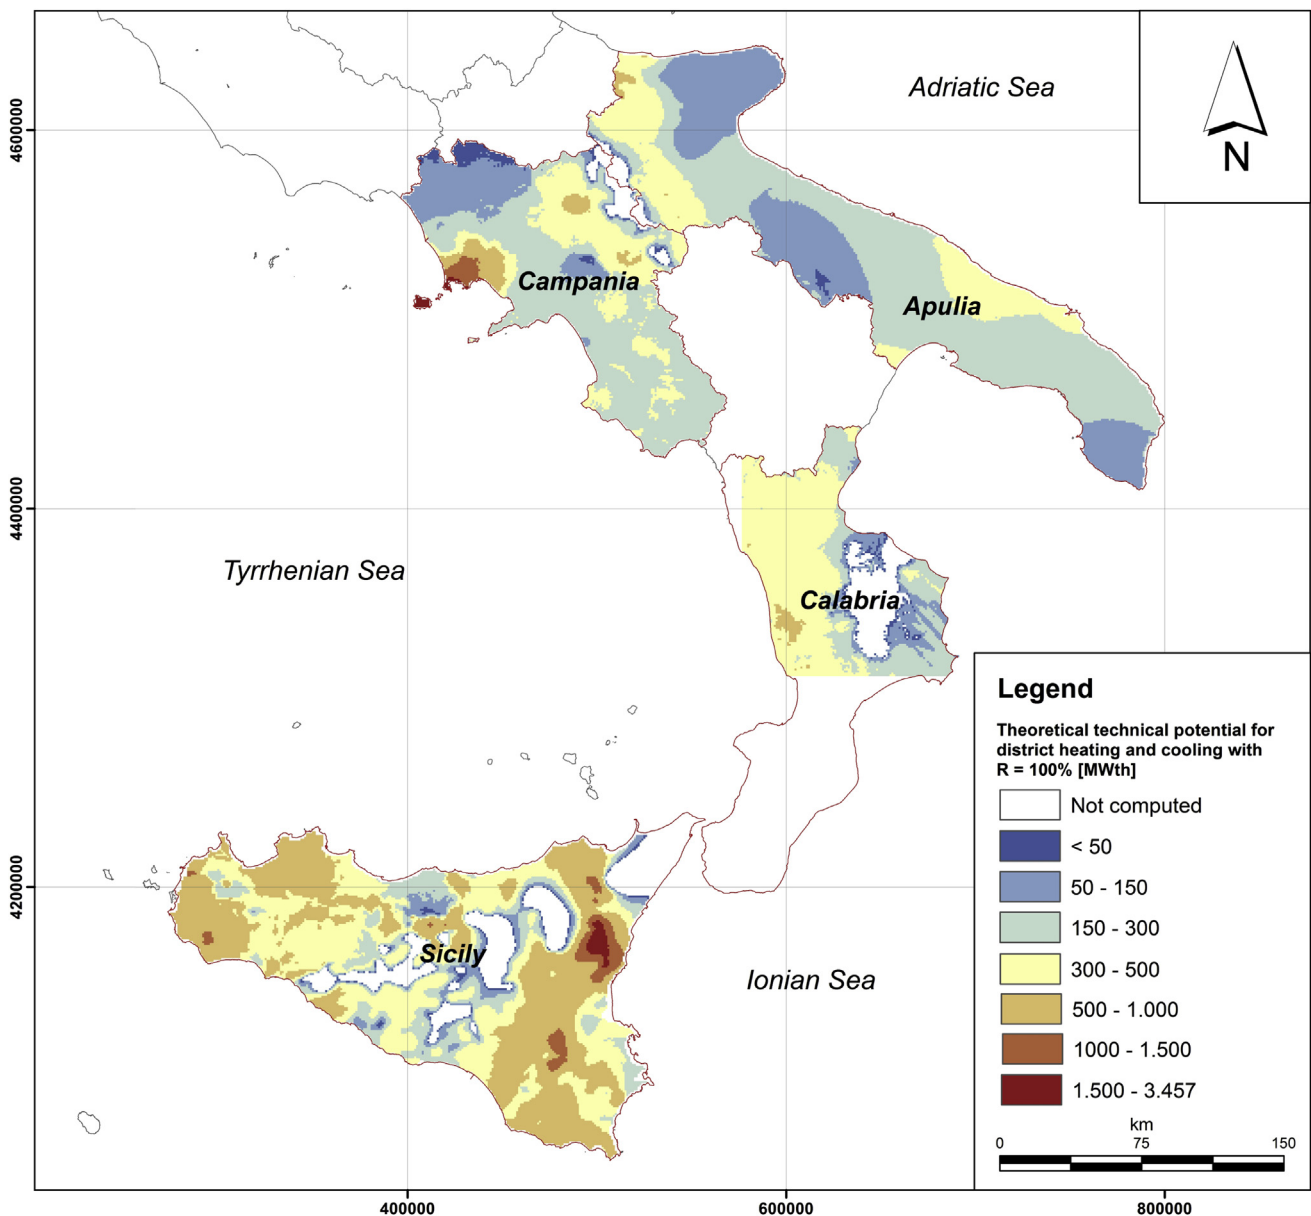 Adriatic Sea
N
4600000
Campania
Apulia
4400000
Tyrrhenian Sea
Calabria
4200000
Sicily
Ionian Sea
Legend
Theoretical technical potential for
district heating and cooling with
R = 100% [MWth]
Not computed
< 50
50 - 150
150 - 300
300 - 500
500 - 1.000
1000 - 1.500
1.500 - 3.457
km
0 75 150
400000 600000 800000